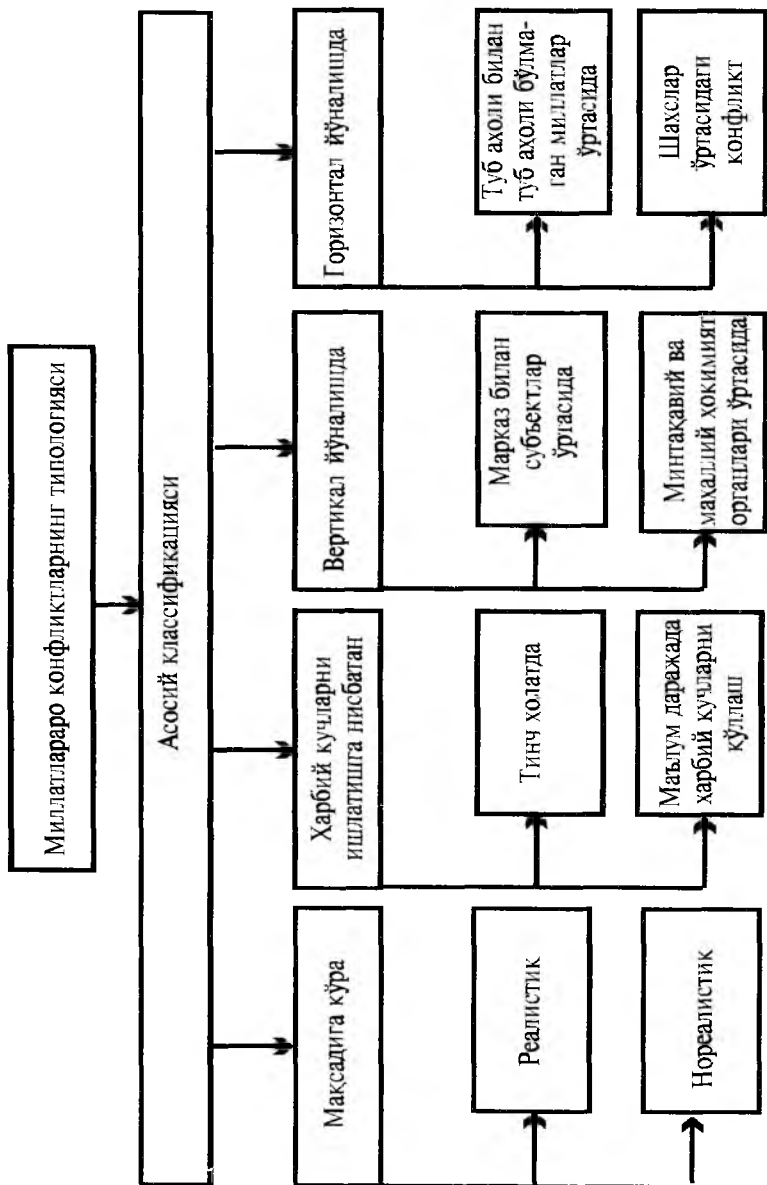 Миллатлараро конфликтларнинг типологияси
Асосий классификацияси
Мақсадига кўра
Реалистик
Нореалистик
Харбий кучларни
ишлатишга нисбатан
Тинч холатда
Маълум даражада
харбий кучларни
қўллаш
Вертикал йўналишда
Марказ билан
субъектлар
ўртасида
Минтақавий ва
махаллий хокимият
органлари ўртасида
Горизонтал йўналишда
Туб ахоли билан
туб ахоли бўлма-
ган миллатлар
ўртасида
Шахслар
ўртасидаги
конфликт